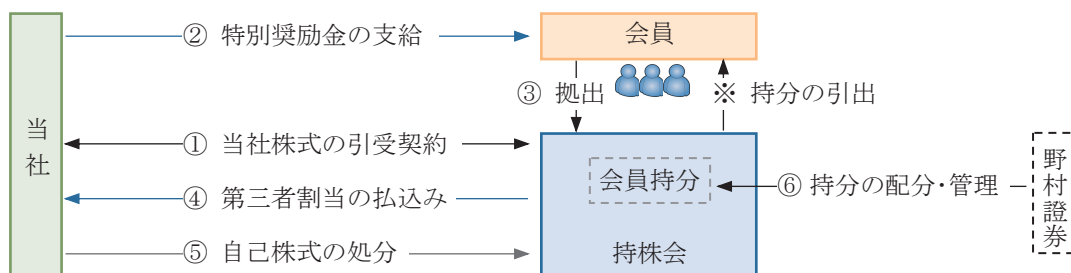 当社
② 特別奨励金の支給
会員
③ 拠出
※ 持分の引出
① 当社株式の引受契約
会員持分
④ 第三者割当の払込み
⑥ 持分の配分・管理
野村證券
⑤ 自己株式の処分
持株会